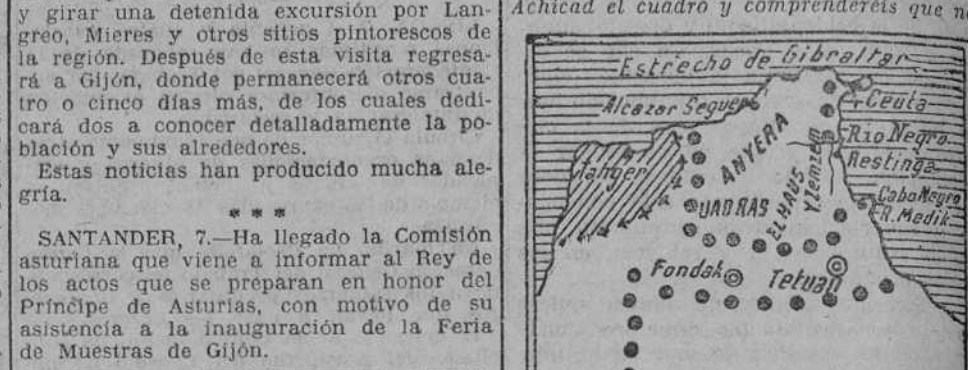 y girar una detenida excursión por Lan-
greo, Mieres y otros sitios pintorescos de
la región. Después de esta visita regresa-
rá a Gijón, donde permanecerá otros cua-
tro o cinco días más, de los cuales dedi-
cará dos a conocer detalladamente la po-
blación y sus alrededores.
Estas noticias han producido mucha ale-
gría.
* * *
SANTANDER, 7.—Ha llegado la Comisión
asturiana que viene a informar al Rey de
los actos que se preparan en honor del
Príncipe de Asturias, con motivo de su
asistencia a la inauguración de la Feria
de Muestras de Gijón.
Achicad el cuadro y comprenderéis que
Estrecho de Gibraltar
Alcazar Seguer
Ceuta
Rio Negro
Restinga
Cabo Negro
R. Medik
Tanger
ANYERA
UADRAS
EL HAUS
Y Lemzem
Fondak
Tetuan